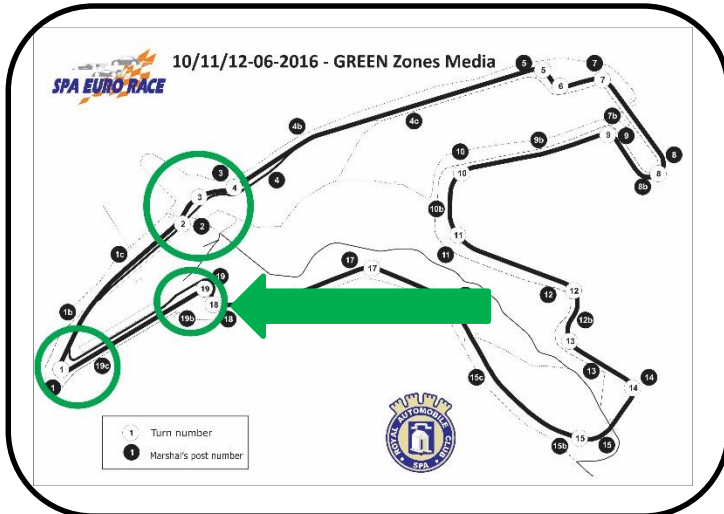 10/11/12-06-2016 - GREEN Zones Media
SPA EURO RACE
5
5
6
7
7
4b
4c
7b
9
9
9b
8
8
8b
10
10
10b
11
11
3
3
4
4
2
2
1c
1b
19
19
18
18
19b
19c
1
1
17
17
12
12
12b
13
13
14
14
15c
15
15
15b
1 Turn number
1 Marshal's post number
ROYAL AUTOMOBILE CLUB
SPA